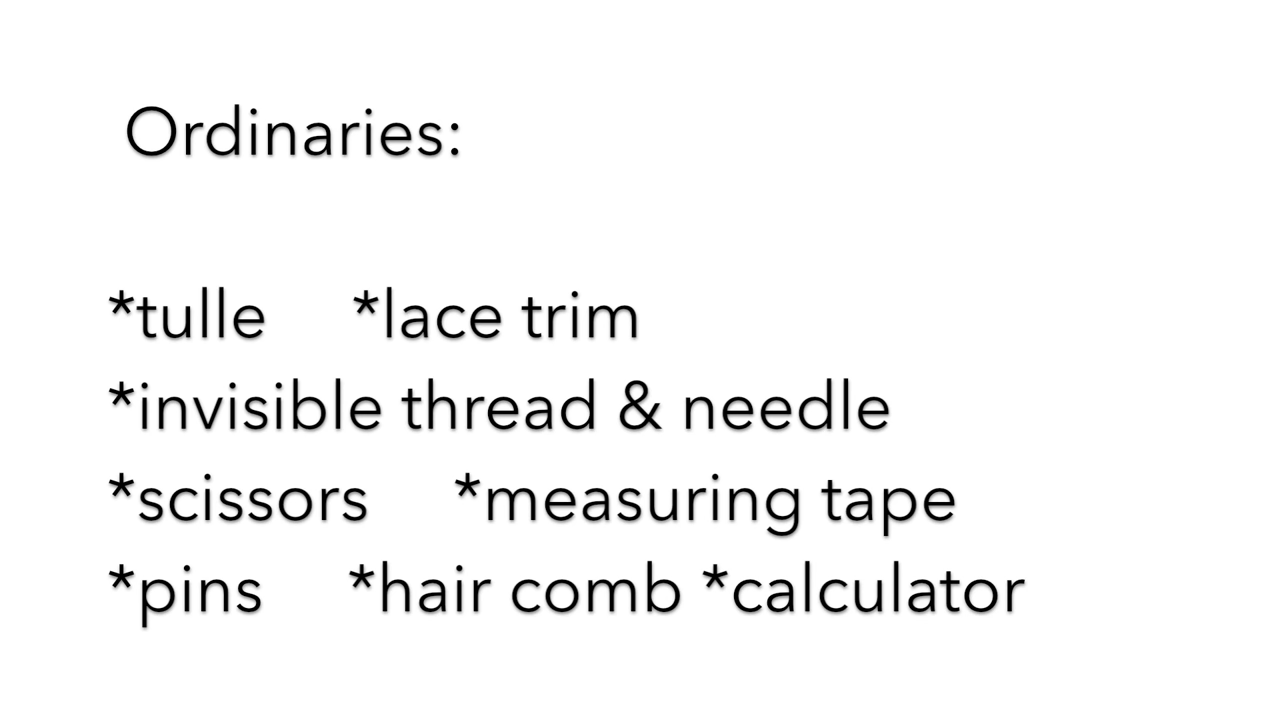 Ordinaries:
*tulle *lace trim
*invisible thread & needle
*scissors *measuring tape
*pins *hair comb *calculator